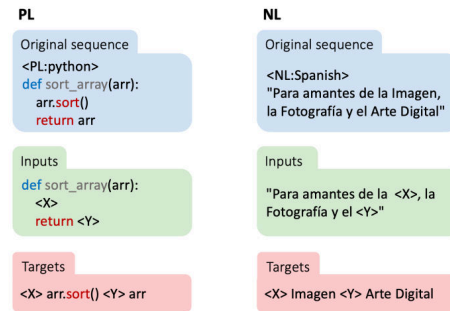 PL
Original sequence
<PL:python>
def sort_array(arr):
arr.sort()
return arr
Inputs
def sort_array(arr):
<X>
return <Y>
Targets
<X> arr.sort() <Y> arr
NL
Original sequence
<NL:Spanish>
"Para amantes de la Imagen,
la Fotografía y el Arte Digital"
Inputs
"Para amantes de la <X>, la
Fotografía y el <Y>"
Targets
<X> Imagen <Y> Arte Digital